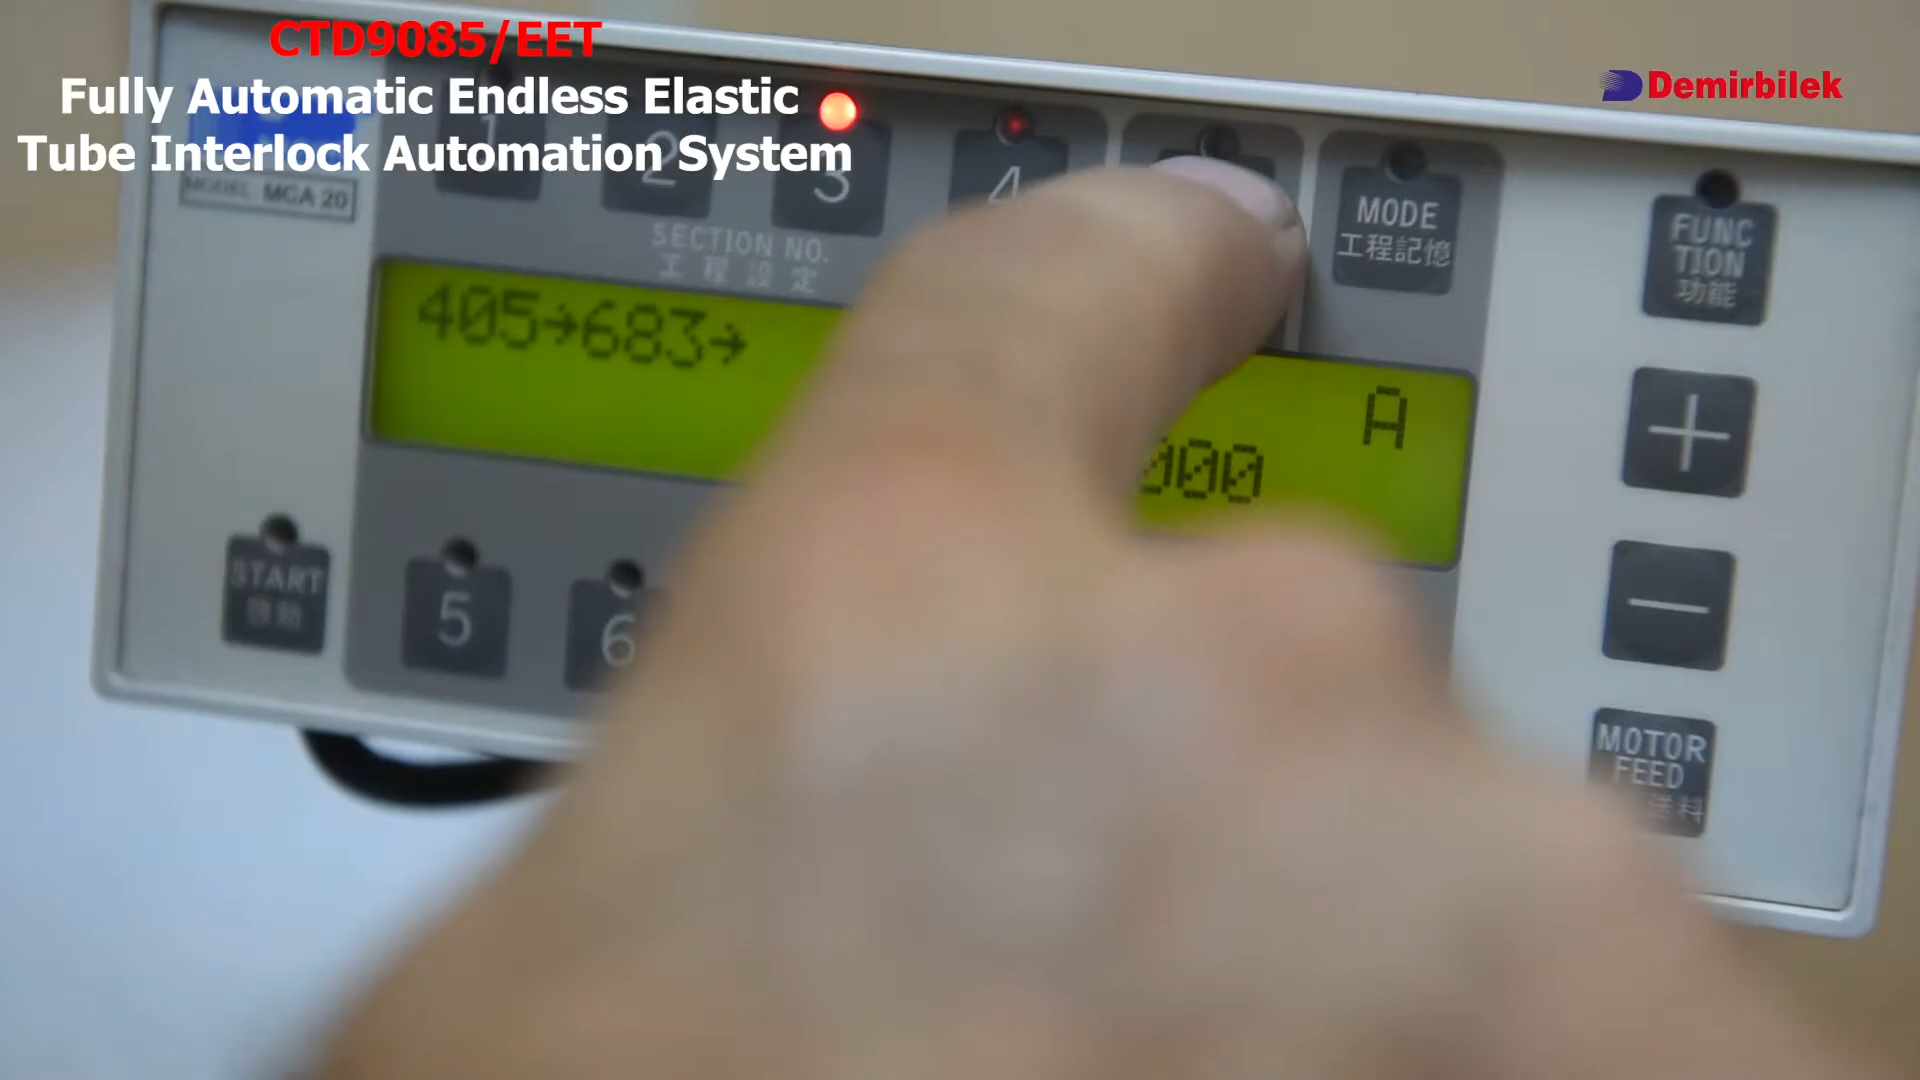 CTD9085/EET
Fully Automatic Endless Elastic
Tube Interlock Automation System
Demirbilek
MODEL MCA 20
1
2
3
4
SECTION NO.
工程設定
MODE
工程記憶
FUNC
TION
功能
405→683→
A
000
START
5
6
MOTOR
FEED
送料